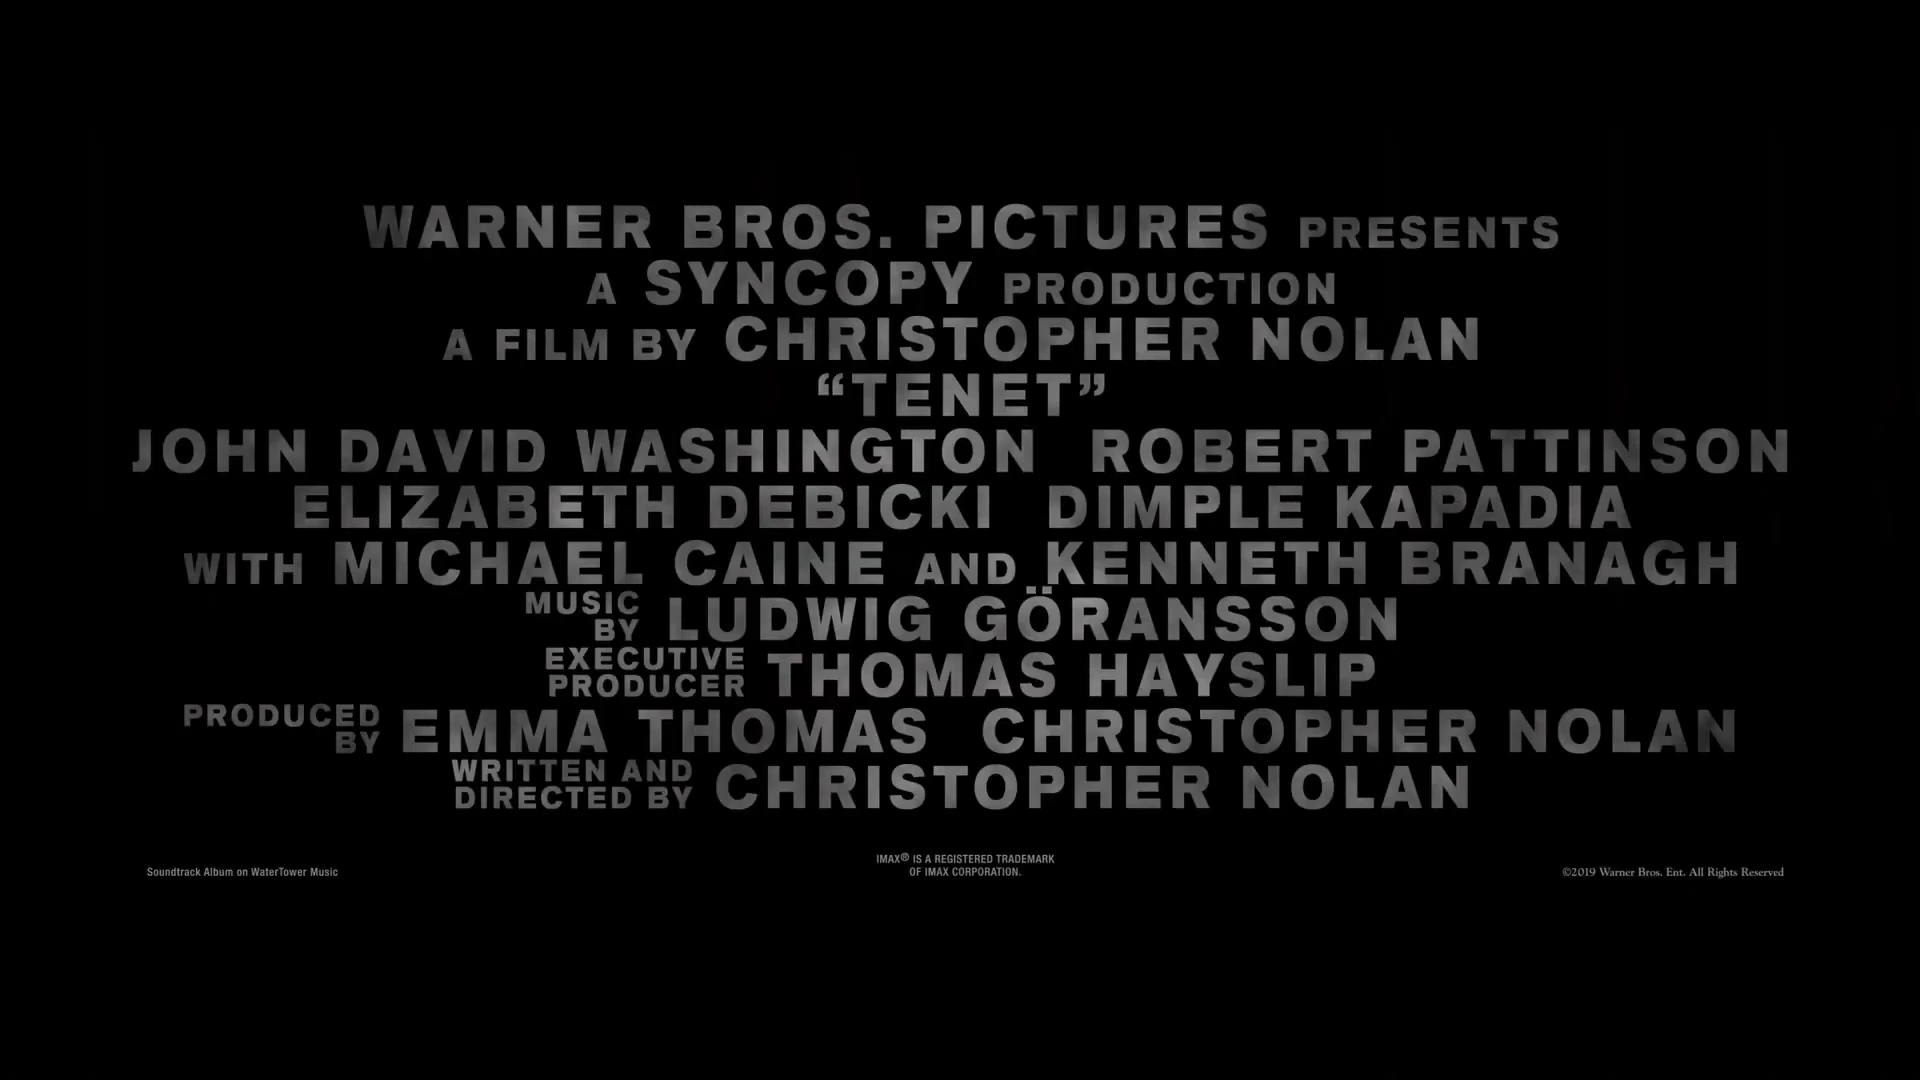 WARNER BROS. PICTURES PRESENTS
A SYNCOPY PRODUCTION
A FILM BY CHRISTOPHER NOLAN
“TENET”
JOHN DAVID WASHINGTON ROBERT PATTINSON
ELIZABETH DEBICKI DIMPLE KAPADIA
WITH MICHAEL CAINE AND KENNETH BRANAGH
MUSIC BY LUDWIG GÖRANSSON
EXECUTIVE PRODUCER THOMAS HAYSLIP
PRODUCED BY EMMA THOMAS CHRISTOPHER NOLAN
WRITTEN AND DIRECTED BY CHRISTOPHER NOLAN
Soundtrack Album on WaterTower Music
IMAX® IS A REGISTERED TRADEMARK
OF IMAX CORPORATION.
©2019 Warner Bros. Ent. All Rights Reserved